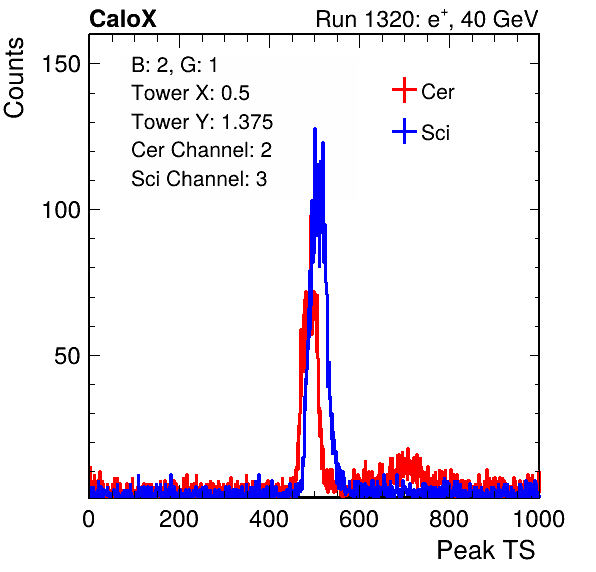 CaloX Run 1320: e⁺, 40 GeV
B: 2, G: 1
Tower X: 0.5
Tower Y: 1.375
Cer Channel: 2
Sci Channel: 3
Cer
Sci
Counts
150
100
50
0 200 400 600 800 1000
Peak TS